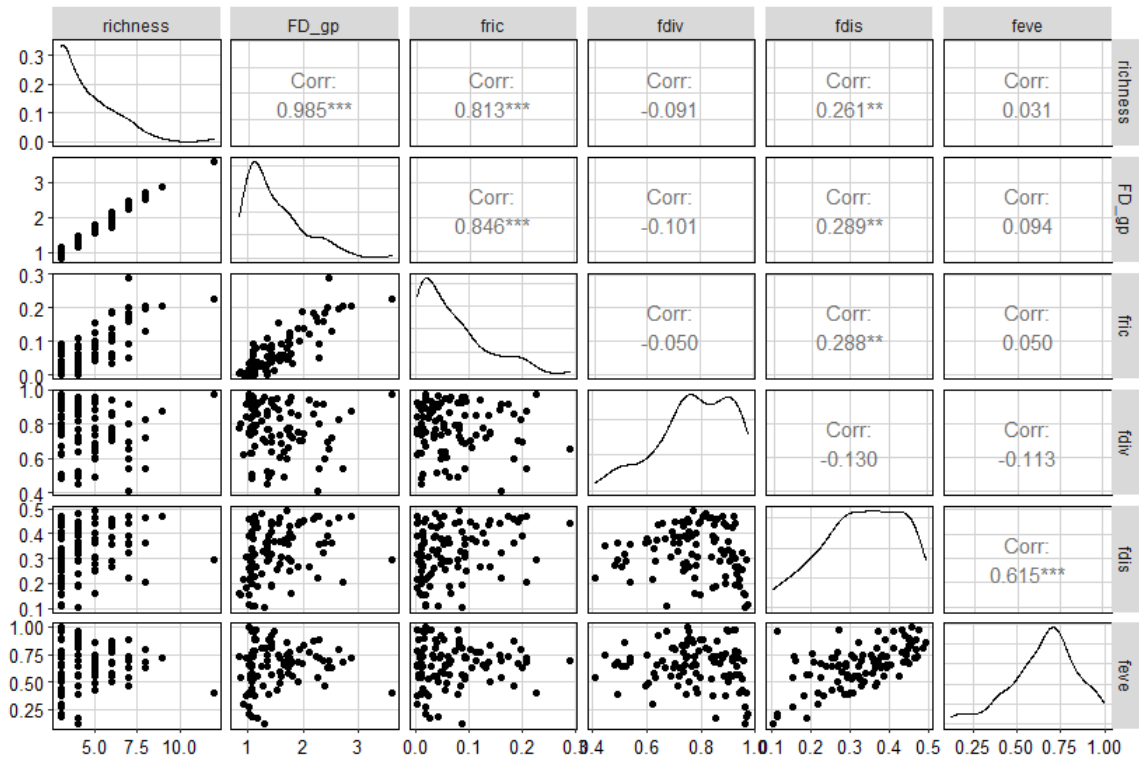 richness FD_gp fric fdiv fdis feve
0.3
0.2
0.1
0.0
Corr:
0.985***
Corr:
0.813***
Corr:
-0.091
Corr:
0.261**
Corr:
0.031
richness
3
2
1
Corr:
0.846***
Corr:
-0.101
Corr:
0.289**
Corr:
0.094
FD_gp
0.3
0.2
0.1
0.0
Corr:
-0.050
Corr:
0.288**
Corr:
0.050
fric
1.0
0.8
0.6
0.4
Corr:
-0.130
Corr:
-0.113
fdiv
0.5
0.4
0.3
0.2
0.1
Corr:
0.615***
fdis
1.00
0.75
0.50
0.25
feve
5.0 10.0 1 2 3 0.0 0.1 0.2 0.3 0.4 0.6 0.8 1.0 0.1 0.2 0.3 0.4 0.5 0.25 0.50 0.75 1.00